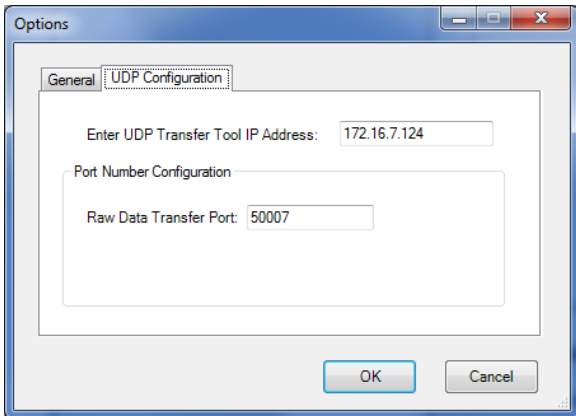 Options
General UDP Configuration
Enter UDP Transfer Tool IP Address: 172.16.7.124
Port Number Configuration
Raw Data Transfer Port: 50007
OK Cancel